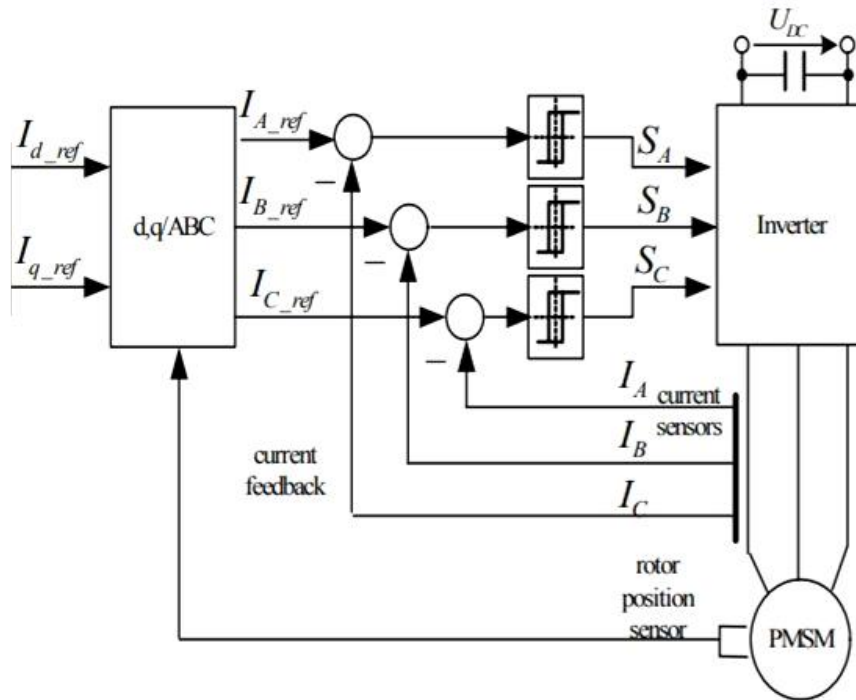 U_DC
I_A_ref
I_d_ref
S_A
I_B_ref
d,q/ABC
S_B
Inverter
I_q_ref
I_C_ref
S_C
−
−
−
I_A
current
sensors
I_B
current
feedback
I_C
rotor
position
sensor
PMSM